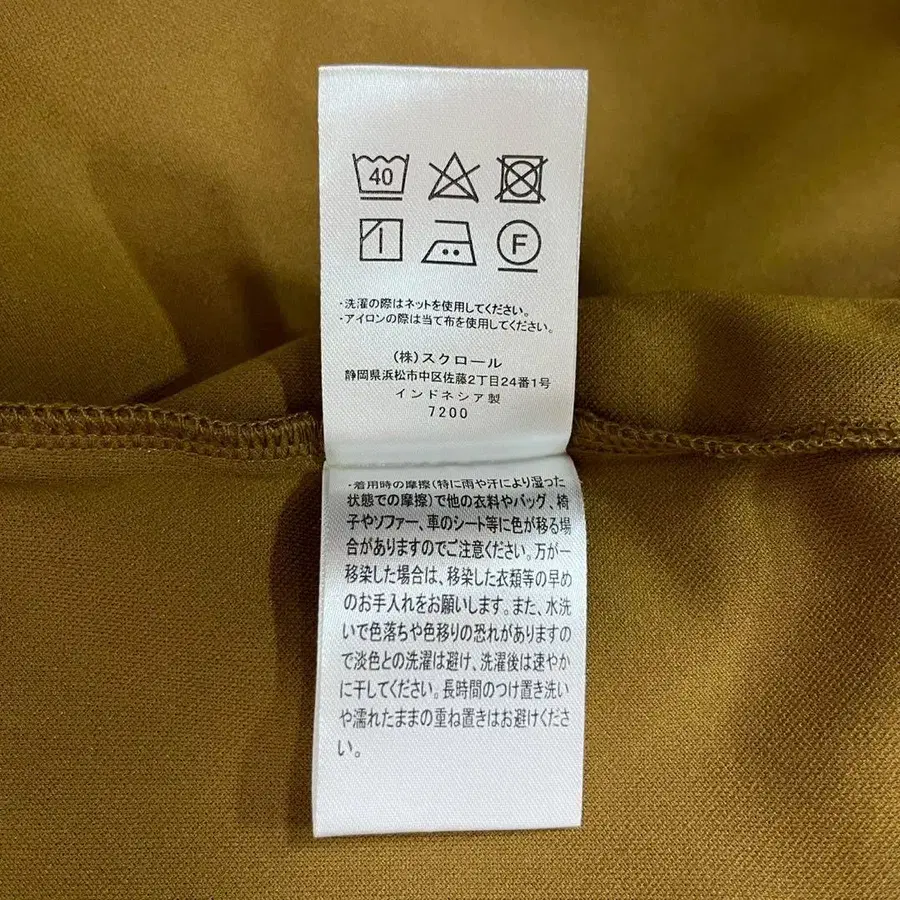 40
F
・洗濯の際はネットを使用してください。
・アイロンの際は当て布を使用してください。
(株)スクロール
静岡県浜松市中区佐藤2丁目24番1号
インドネシア製
7200
・着用時の摩擦(特に雨や汗により湿った
状態での摩擦)で他の衣料やバッグ、椅
子やソファー、車のシート等に色が移る場
合がありますのでご注意ください。万が一
移染した場合は、移染した衣類等の早め
のお手入れをお願いします。また、水洗
いで色落ちや色移りの恐れがありますの
で淡色との洗濯は避け、洗濯後は速やか
に干してください。長時間のつけ置き洗い
や濡れたままの重ね置きはお避けくださ
い。